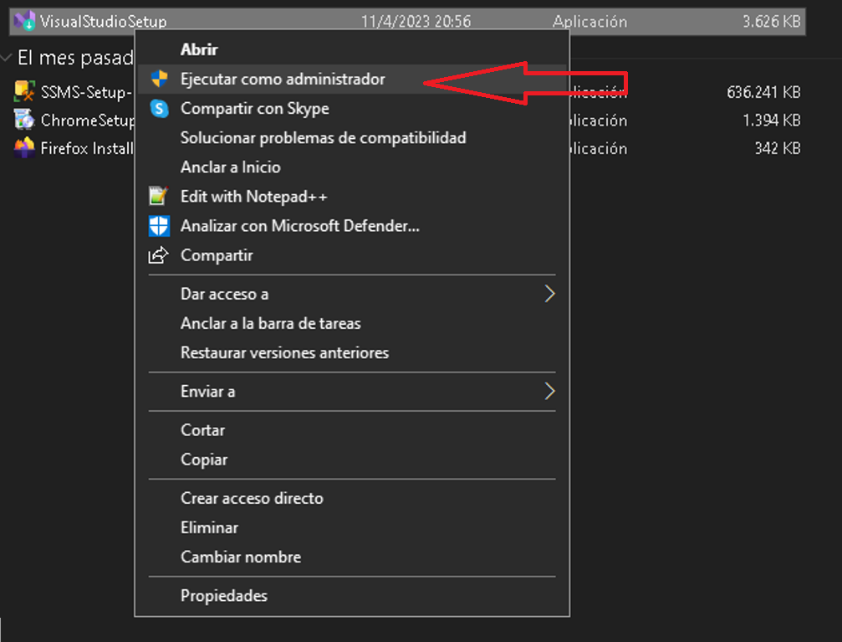 VisualStudioSetup 11/4/2023 20:56 Aplicación 3.626 KB
El mes pasad
Abrir
Ejecutar como administrador
SSMS-Setup- plicación 636.241 KB
Compartir con Skype
ChromeSetup plicación 1.394 KB
Solucionar problemas de compatibilidad
Firefox Install plicación 342 KB
Anclar a Inicio
Edit with Notepad++
Analizar con Microsoft Defender...
Compartir
Dar acceso a
Anclar a la barra de tareas
Restaurar versiones anteriores
Enviar a
Cortar
Copiar
Crear acceso directo
Eliminar
Cambiar nombre
Propiedades